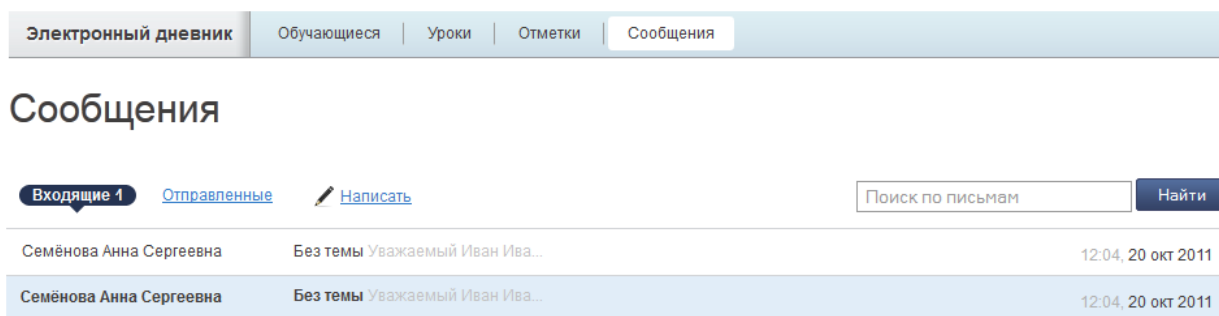 Электронный дневник Обучающиеся Уроки Отметки Сообщения
Сообщения
Входящие 1 Отправленные Написать Поиск по письмам Найти
Семёнова Анна Сергеевна Без темы Уважаемый Иван Ива... 12:04, 20 окт 2011
Семёнова Анна Сергеевна Без темы Уважаемый Иван Ива... 12:04, 20 окт 2011